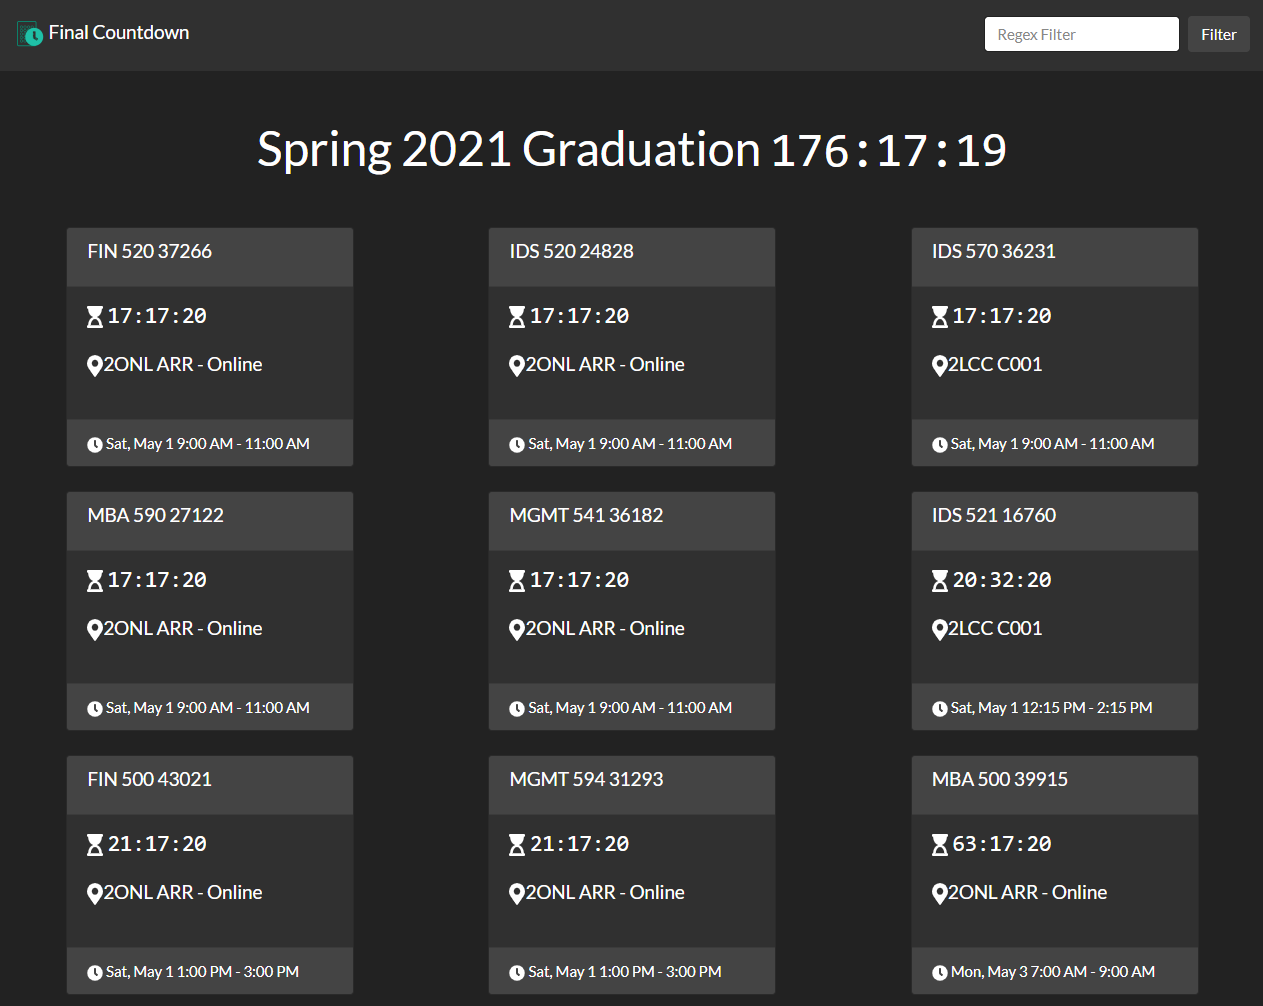 Final Countdown
Regex Filter
Filter
Spring 2021 Graduation 176:17:19
FIN 520 37266
17:17:20
2ONL ARR - Online
Sat, May 1 9:00 AM - 11:00 AM
IDS 520 24828
17:17:20
2ONL ARR - Online
Sat, May 1 9:00 AM - 11:00 AM
IDS 570 36231
17:17:20
2LCC C001
Sat, May 1 9:00 AM - 11:00 AM
MBA 590 27122
17:17:20
2ONL ARR - Online
Sat, May 1 9:00 AM - 11:00 AM
MGMT 541 36182
17:17:20
2ONL ARR - Online
Sat, May 1 9:00 AM - 11:00 AM
IDS 521 16760
20:32:20
2LCC C001
Sat, May 1 12:15 PM - 2:15 PM
FIN 500 43021
21:17:20
2ONL ARR - Online
Sat, May 1 1:00 PM - 3:00 PM
MGMT 594 31293
21:17:20
2ONL ARR - Online
Sat, May 1 1:00 PM - 3:00 PM
MBA 500 39915
63:17:20
2ONL ARR - Online
Mon, May 3 7:00 AM - 9:00 AM